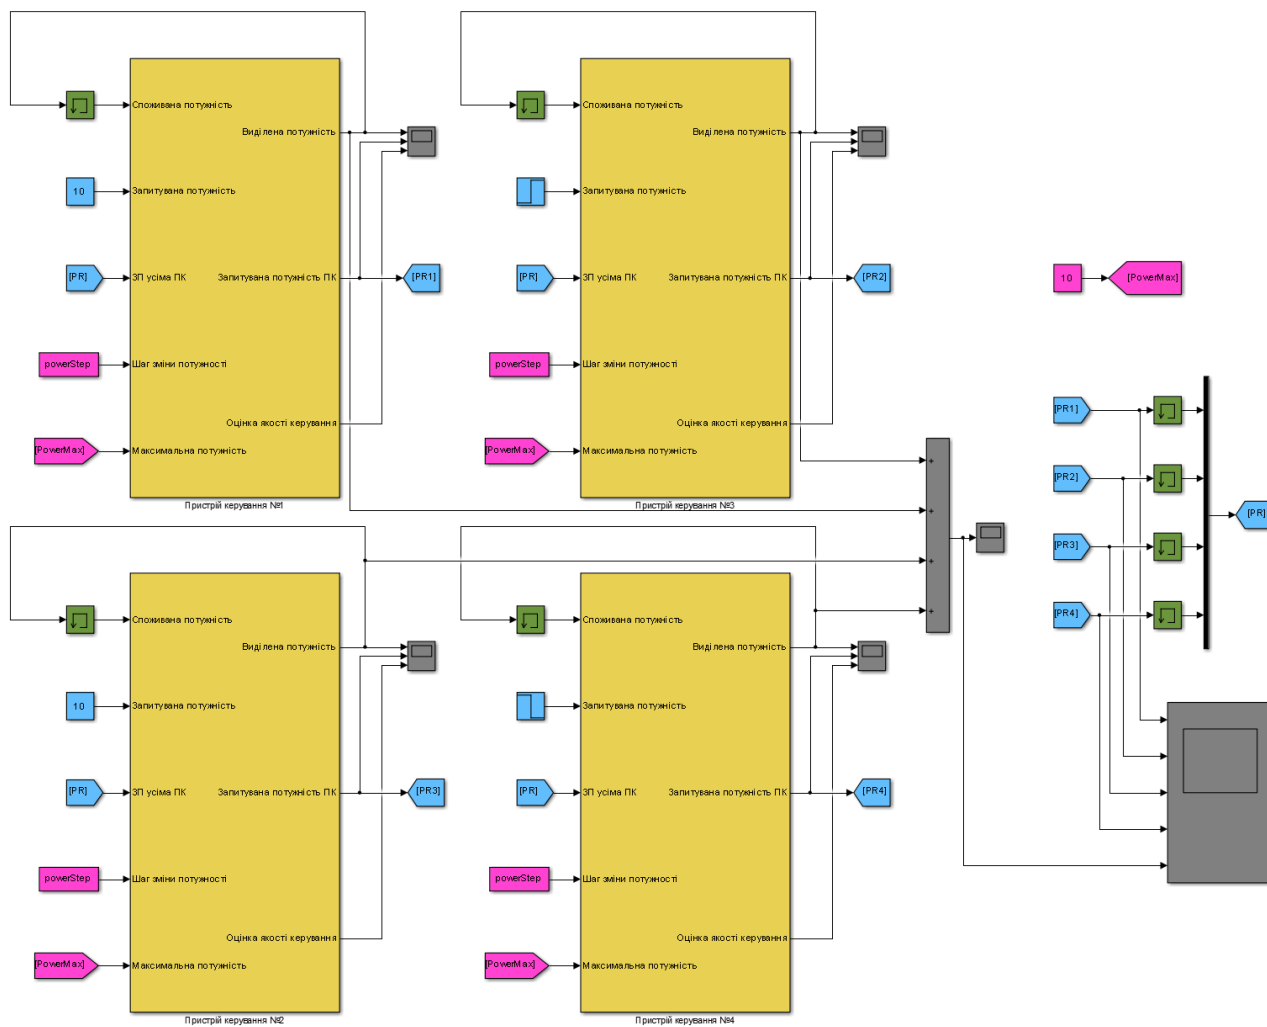 Споживана потужність
Виділена потужність
10
Запитувана потужність
[PR]
ЗП усіма ПК
Запитувана потужність ПК
[PR1]
powerStep
Шаг зміни потужності
Оцінка якості керування
[PowerMax]
Максимальна потужність
Пристрій керування №1
Споживана потужність
Виділена потужність
Запитувана потужність
[PR]
ЗП усіма ПК
Запитувана потужність ПК
[PR2]
powerStep
Шаг зміни потужності
Оцінка якості керування
[PowerMax]
Максимальна потужність
Пристрій керування №3
10
[PowerMax]
[PR1]
[PR2]
[PR3]
[PR4]
[PR]
+
+
+
+
Споживана потужність
Виділена потужність
10
Запитувана потужність
[PR]
ЗП усіма ПК
Запитувана потужність ПК
[PR3]
powerStep
Шаг зміни потужності
Оцінка якості керування
[PowerMax]
Максимальна потужність
Пристрій керування №2
Споживана потужність
Виділена потужність
Запитувана потужність
[PR]
ЗП усіма ПК
Запитувана потужність ПК
[PR4]
powerStep
Шаг зміни потужності
Оцінка якості керування
[PowerMax]
Максимальна потужність
Пристрій керування №4